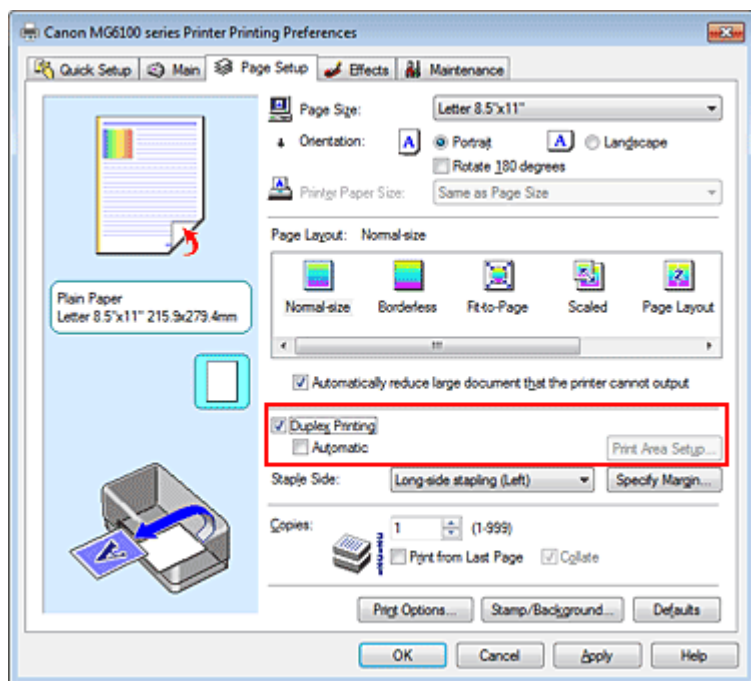 Canon MG6100 series Printer Printing Preferences
Quick Setup Main Page Setup Effects Maintenance
Page Size: Letter 8.5"x11"
Orientation: A Portrait A Landscape
Rotate 180 degrees
Printer Paper Size: Same as Page Size
Page Layout: Normal-size
Normal-size Borderless Fit-to-Page Scaled Page Layout
Plain Paper
Letter 8.5"x11" 215.9x279.4mm
Automatically reduce large document that the printer cannot output
Duplex Printing
Automatic Print Area Setup...
Staple Side: Long-side stapling (Left) Specify Margin...
Copies: 1 (1-999)
Print from Last Page Collate
Print Options... Stamp/Background... Defaults
OK Cancel Apply Help